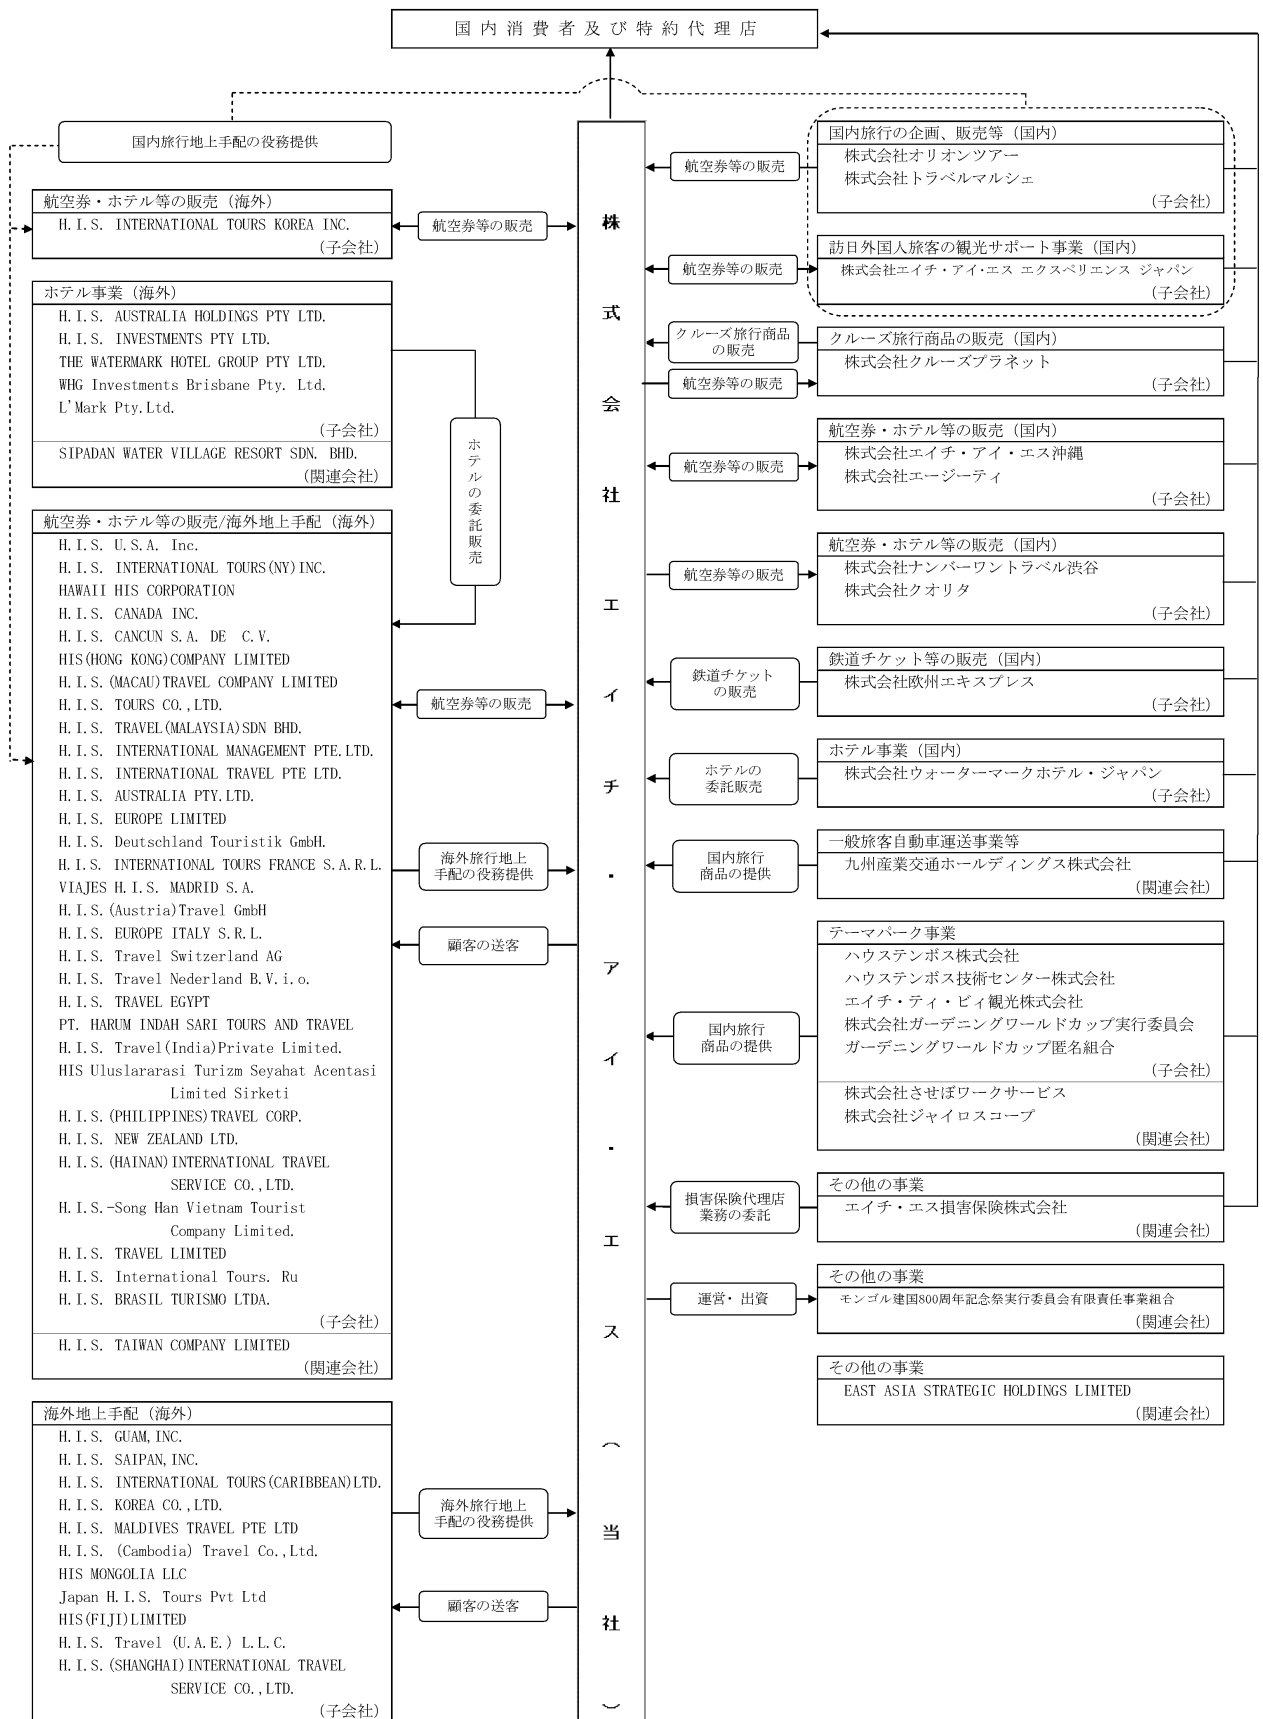 国内消費者及び特約代理店
国内旅行地上手配の役務提供
航空券・ホテル等の販売（海外）
H.I.S. INTERNATIONAL TOURS KOREA INC.
（子会社）
航空券等の販売
ホテル事業（海外）
H.I.S. AUSTRALIA HOLDINGS PTY LTD.
H.I.S. INVESTMENTS PTY LTD.
THE WATERMARK HOTEL GROUP PTY LTD.
WHG Investments Brisbane Pty. Ltd.
L'Mark Pty.Ltd.
（子会社）
SIPADAN WATER VILLAGE RESORT SDN. BHD.
（関連会社）
ホテルの委託販売
航空券・ホテル等の販売/海外地上手配（海外）
H.I.S. U.S.A. Inc.
H.I.S. INTERNATIONAL TOURS(NY)INC.
HAWAII HIS CORPORATION
H.I.S. CANADA INC.
H.I.S. CANCUN S.A. DE C.V.
HIS(HONG KONG)COMPANY LIMITED
H.I.S.(MACAU)TRAVEL COMPANY LIMITED
H.I.S. TOURS CO.,LTD.
H.I.S. TRAVEL(MALAYSIA)SDN BHD.
H.I.S. INTERNATIONAL MANAGEMENT PTE.LTD.
H.I.S. INTERNATIONAL TRAVEL PTE LTD.
H.I.S. AUSTRALIA PTY.LTD.
H.I.S. EUROPE LIMITED
H.I.S. Deutschland Touristik GmbH.
H.I.S. INTERNATIONAL TOURS FRANCE S.A.R.L.
VIAJES H.I.S. MADRID S.A.
H.I.S.(Austria)Travel GmbH
H.I.S. EUROPE ITALY S.R.L.
H.I.S. Travel Switzerland AG
H.I.S. Travel Nederland B.V.i.o.
H.I.S. TRAVEL EGYPT
PT. HARUM INDAH SARI TOURS AND TRAVEL
H.I.S. Travel(India)Private Limited.
HIS Uluslararasi Turizm Seyahat Acentasi
Limited Sirketi
H.I.S.(PHILIPPINES)TRAVEL CORP.
H.I.S. NEW ZEALAND LTD.
H.I.S.(HAINAN)INTERNATIONAL TRAVEL
SERVICE CO.,LTD.
H.I.S.-Song Han Vietnam Tourist
Company Limited.
H.I.S. TRAVEL LIMITED
H.I.S. International Tours. Ru
H.I.S. BRASIL TURISMO LTDA.
（子会社）
H.I.S. TAIWAN COMPANY LIMITED
（関連会社）
航空券等の販売
海外旅行地上
手配の役務提供
顧客の送客
海外地上手配（海外）
H.I.S. GUAM,INC.
H.I.S. SAIPAN,INC.
H.I.S. INTERNATIONAL TOURS(CARIBBEAN)LTD.
H.I.S. KOREA CO.,LTD.
H.I.S. MALDIVES TRAVEL PTE LTD
H.I.S. (Cambodia) Travel Co.,Ltd.
HIS MONGOLIA LLC
Japan H.I.S. Tours Pvt Ltd
HIS(FIJI)LIMITED
H.I.S. Travel (U.A.E.) L.L.C.
H.I.S.(SHANGHAI)INTERNATIONAL TRAVEL
SERVICE CO.,LTD.
（子会社）
海外旅行地上
手配の役務提供
顧客の送客
株式会社エイチ・アイ・エス（当社）
航空券等の販売
国内旅行の企画、販売等（国内）
株式会社オリオンツアー
株式会社トラベルマルシェ
（子会社）
航空券等の販売
訪日外国人旅客の観光サポート事業（国内）
株式会社エイチ・アイ・エス エクスペリエンス ジャパン
（子会社）
クルーズ旅行商品
の販売
航空券等の販売
クルーズ旅行商品の販売（国内）
株式会社クルーズプラネット
（子会社）
航空券等の販売
航空券・ホテル等の販売（国内）
株式会社エイチ・アイ・エス沖縄
株式会社エージーティ
（子会社）
航空券等の販売
航空券・ホテル等の販売（国内）
株式会社ナンバーワントラベル渋谷
株式会社クオリタ
（子会社）
鉄道チケット
の販売
鉄道チケット等の販売（国内）
株式会社欧州エキスプレス
（子会社）
ホテルの
委託販売
ホテル事業（国内）
株式会社ウォーターマークホテル・ジャパン
（子会社）
国内旅行
商品の提供
一般旅客自動車運送事業等
九州産業交通ホールディングス株式会社
（関連会社）
国内旅行
商品の提供
テーマパーク事業
ハウステンボス株式会社
ハウステンボス技術センター株式会社
エイチ・ティ・ビィ観光株式会社
株式会社ガーデニングワールドカップ実行委員会
ガーデニングワールドカップ匿名組合
（子会社）
株式会社させぼワークサービス
株式会社ジャイロスコープ
（関連会社）
損害保険代理店
業務の委託
その他の事業
エイチ・エス損害保険株式会社
（関連会社）
運営・出資
その他の事業
モンゴル建国800周年記念祭実行委員会有限責任事業組合
（関連会社）
その他の事業
EAST ASIA STRATEGIC HOLDINGS LIMITED
（関連会社）